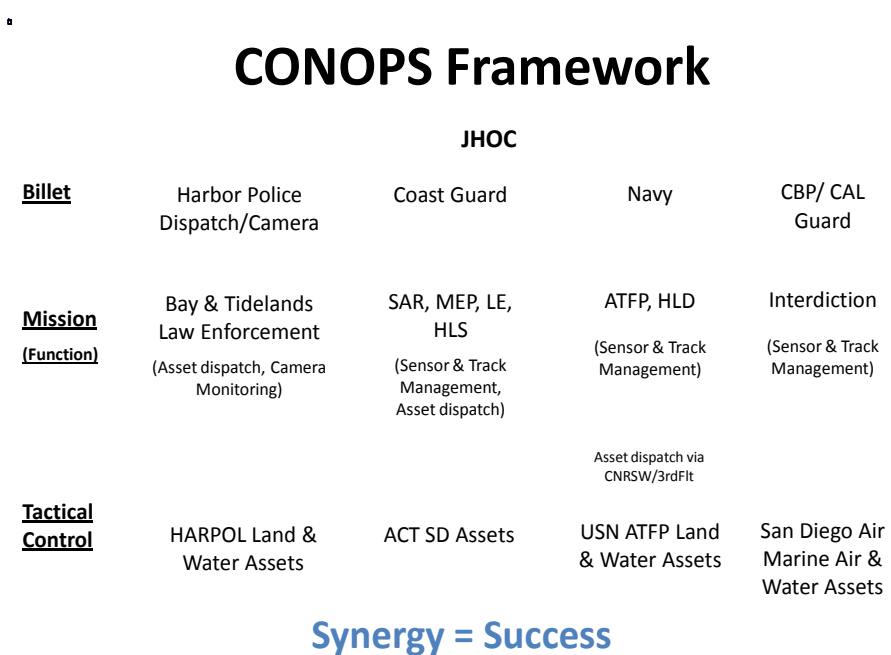 CONOPS Framework
JHOC
Billet
Harbor Police
Dispatch/Camera
Coast Guard
Navy
CBP/ CAL
Guard
Mission
(Function)
Bay & Tidelands
Law Enforcement
(Asset dispatch, Camera
Monitoring)
SAR, MEP, LE,
HLS
(Sensor & Track
Management,
Asset dispatch)
ATFP, HLD
(Sensor & Track
Management)
Interdiction
(Sensor & Track
Management)
Asset dispatch via
CNRSW/3rdFlt
Tactical
Control
HARPOL Land &
Water Assets
ACT SD Assets
USN ATFP Land
& Water Assets
San Diego Air
Marine Air &
Water Assets
Synergy = Success